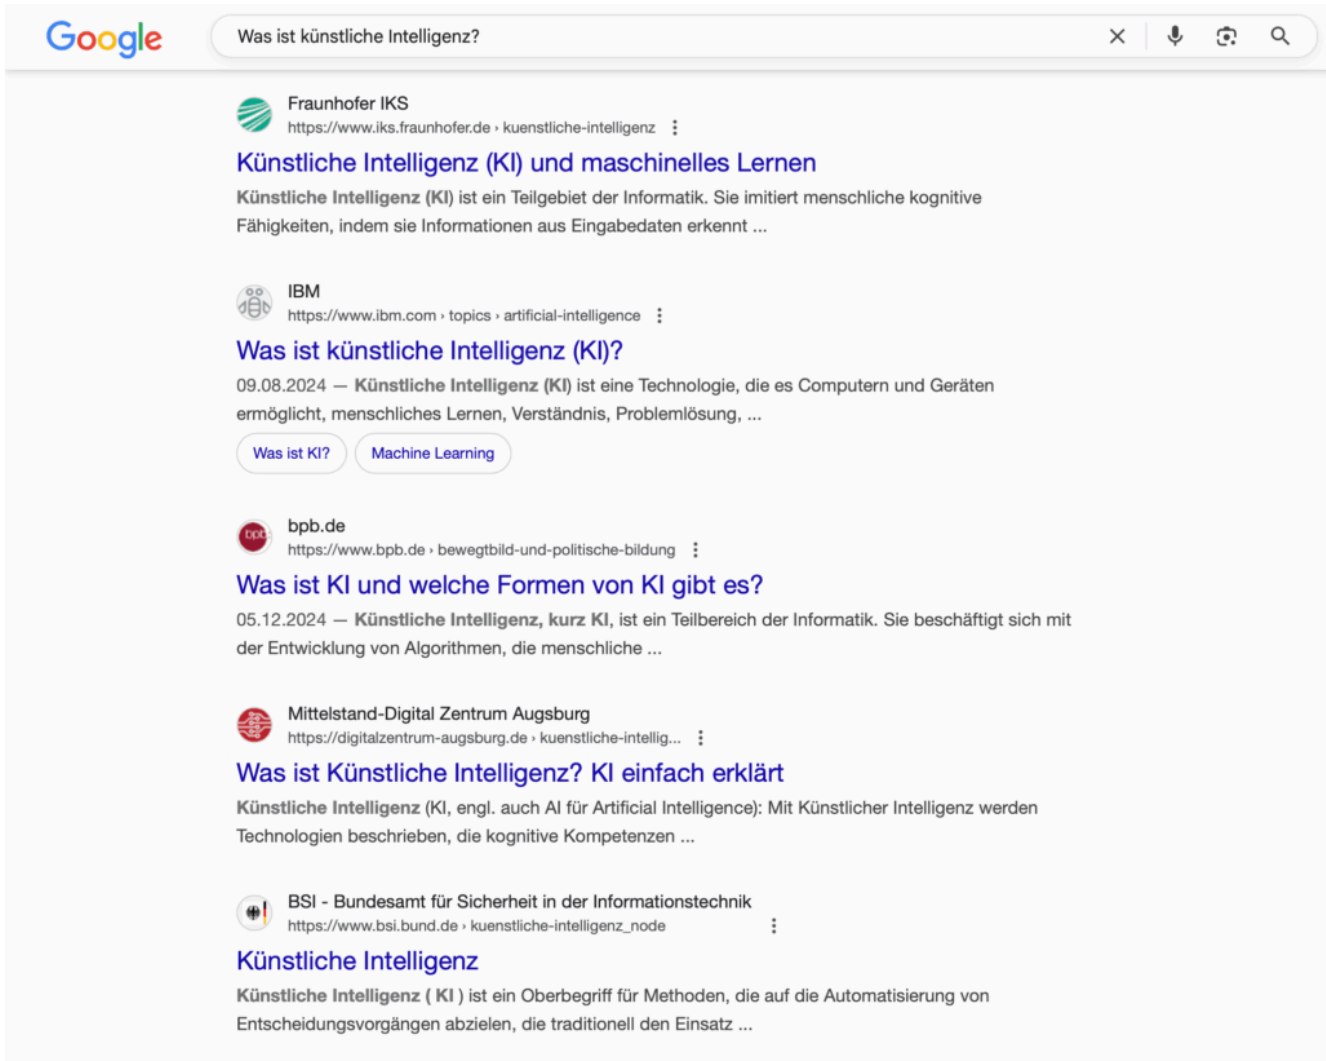 Google
Was ist künstliche Intelligenz?
Fraunhofer IKS
https://www.iks.fraunhofer.de › kuenstliche-intelligenz
Künstliche Intelligenz (KI) und maschinelles Lernen
Künstliche Intelligenz (KI) ist ein Teilgebiet der Informatik. Sie imitiert menschliche kognitive
Fähigkeiten, indem sie Informationen aus Eingabedaten erkennt ...
IBM
https://www.ibm.com › topics › artificial-intelligence
Was ist künstliche Intelligenz (KI)?
09.08.2024 — Künstliche Intelligenz (KI) ist eine Technologie, die es Computern und Geräten
ermöglicht, menschliches Lernen, Verständnis, Problemlösung, ...
Was ist KI? Machine Learning
bpb
bpb.de
https://www.bpb.de › bewegtbild-und-politische-bildung
Was ist KI und welche Formen von KI gibt es?
05.12.2024 — Künstliche Intelligenz, kurz KI, ist ein Teilbereich der Informatik. Sie beschäftigt sich mit
der Entwicklung von Algorithmen, die menschliche ...
Mittelstand-Digital Zentrum Augsburg
https://digitalzentrum-augsburg.de › kuenstliche-intellig...
Was ist Künstliche Intelligenz? KI einfach erklärt
Künstliche Intelligenz (KI, engl. auch AI für Artificial Intelligence): Mit Künstlicher Intelligenz werden
Technologien beschrieben, die kognitive Kompetenzen ...
BSI - Bundesamt für Sicherheit in der Informationstechnik
https://www.bsi.bund.de › kuenstliche-intelligenz_node
Künstliche Intelligenz
Künstliche Intelligenz ( KI ) ist ein Oberbegriff für Methoden, die auf die Automatisierung von
Entscheidungsvorgängen abzielen, die traditionell den Einsatz ...